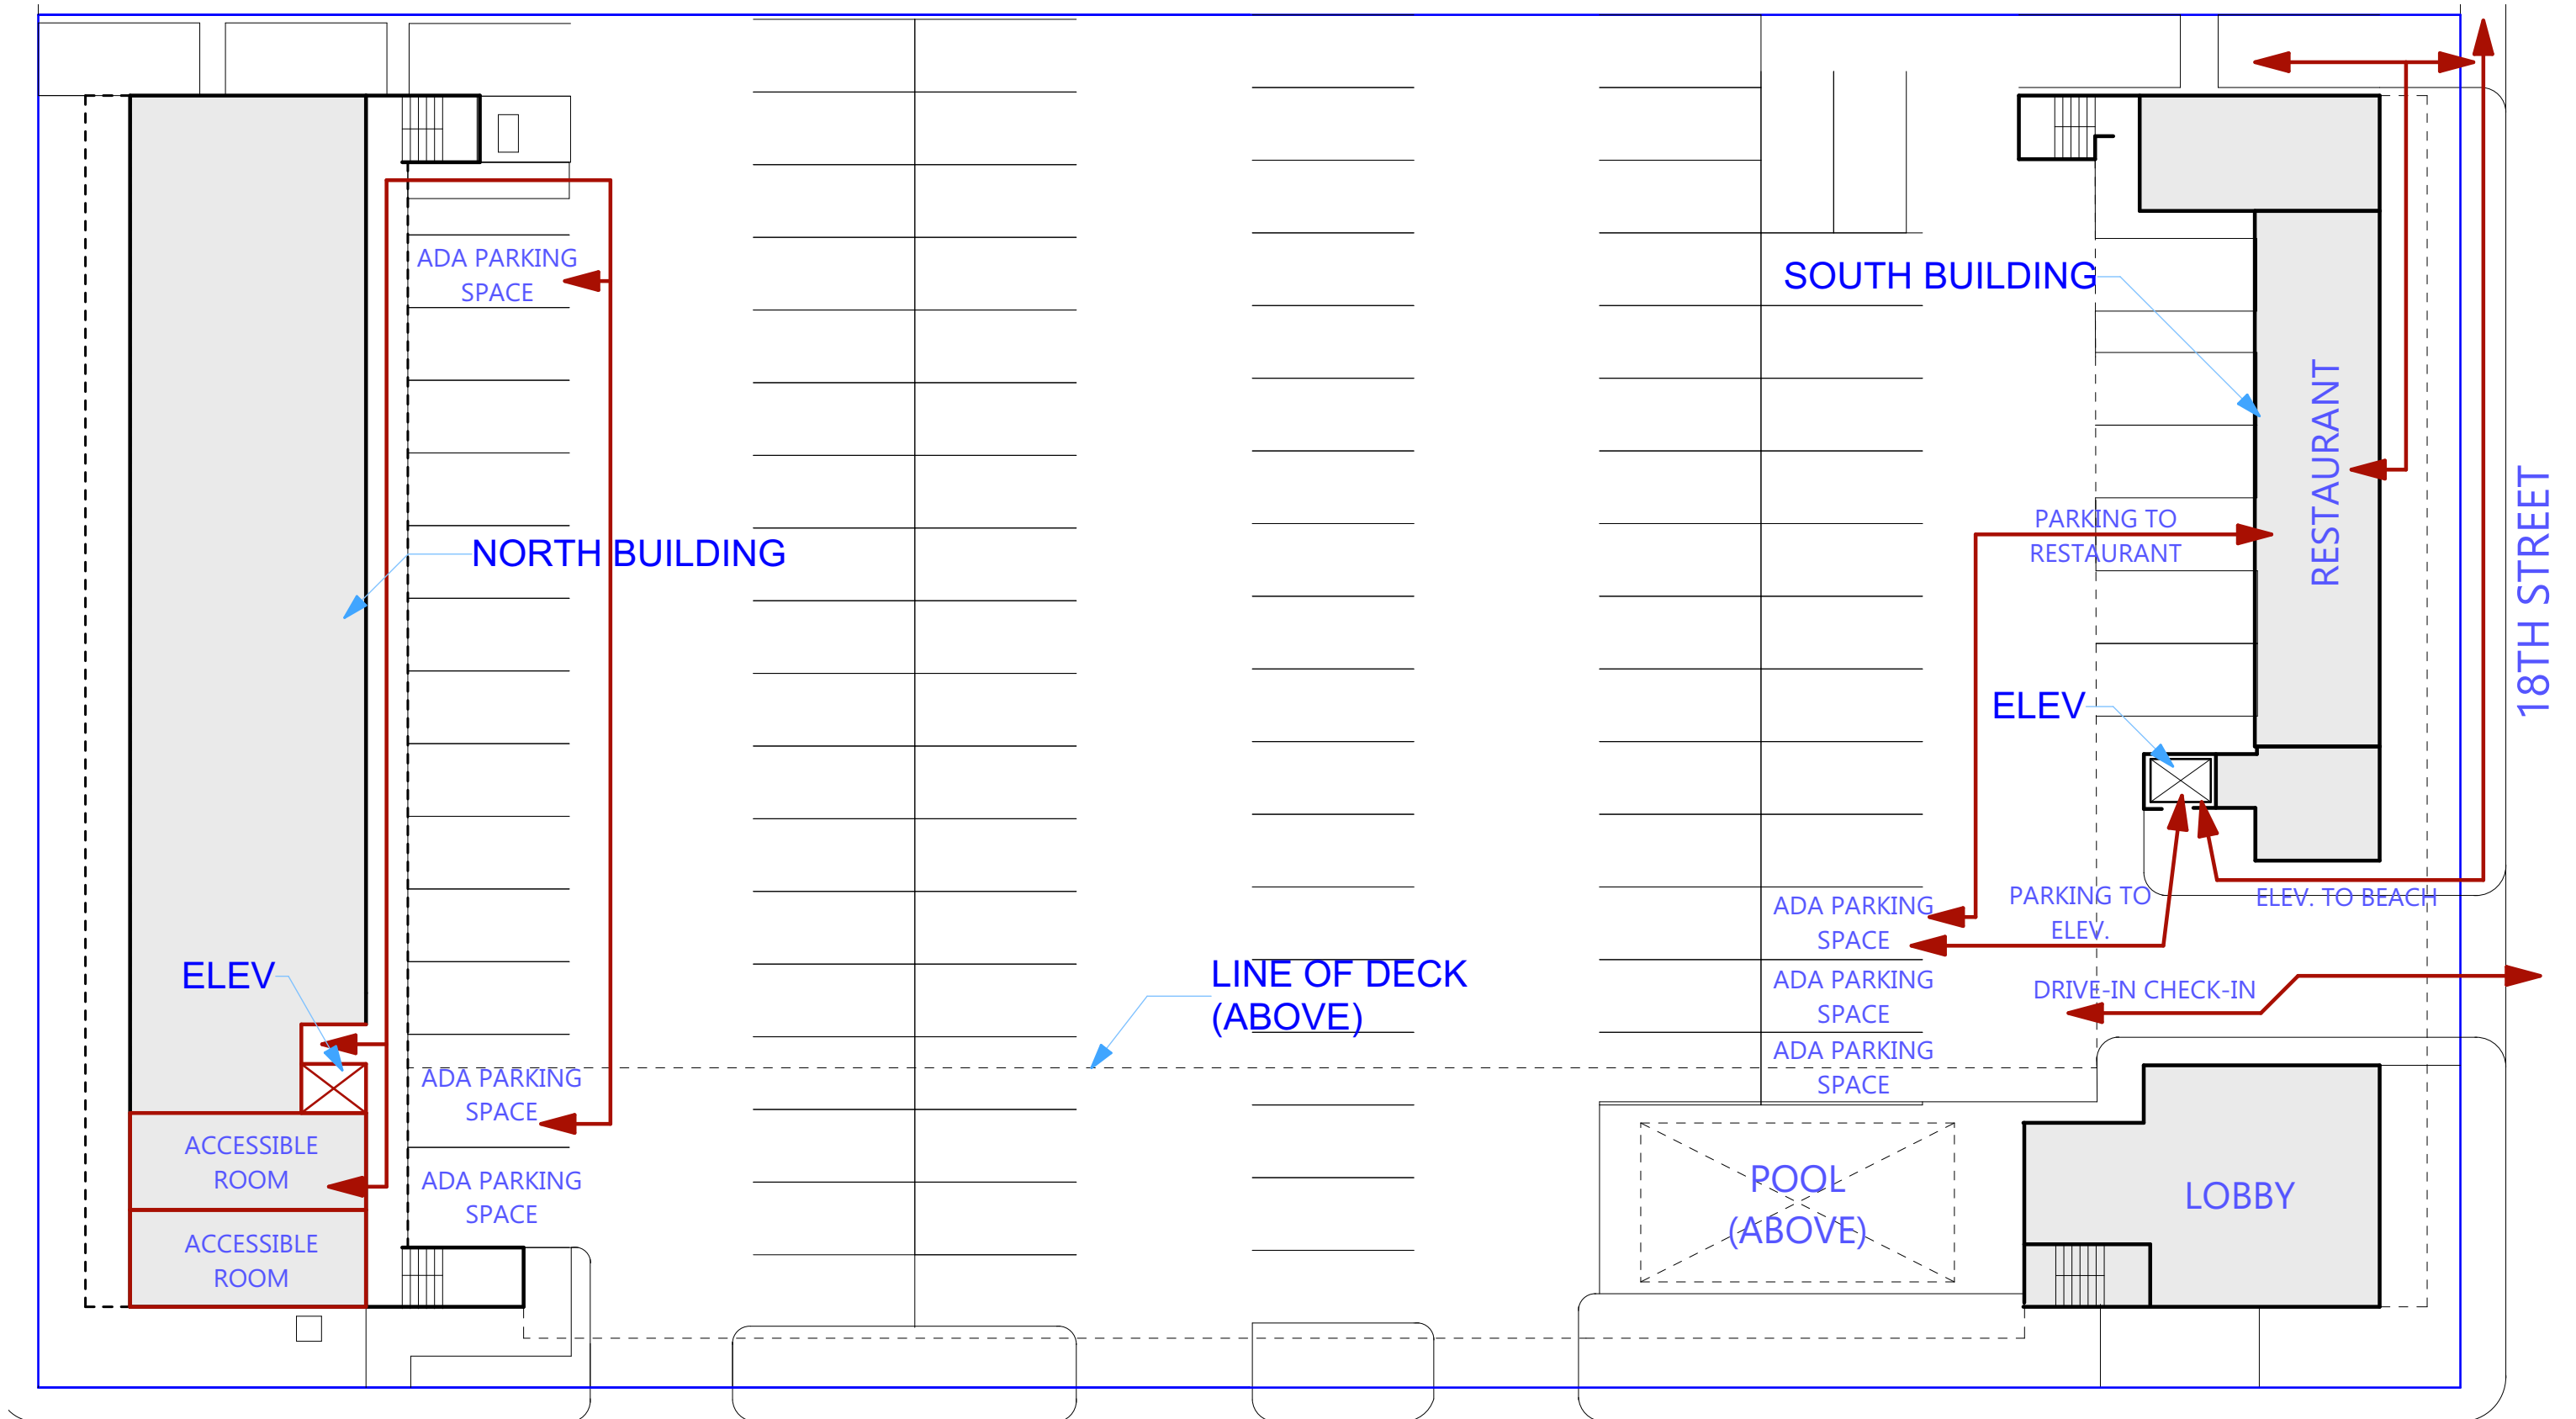 ADA PARKING
SPACE
NORTH BUILDING
ELEV
ADA PARKING
SPACE
ADA PARKING
SPACE
ACCESSIBLE
ROOM
ACCESSIBLE
ROOM
LINE OF DECK
(ABOVE)
SOUTH BUILDING
RESTAURANT
18TH STREET
PARKING TO
RESTAURANT
ELEV
ADA PARKING
SPACE
PARKING TO
ELEV.
ELEV. TO BEACH
ADA PARKING
SPACE
DRIVE-IN CHECK-IN
ADA PARKING
SPACE
POOL
(ABOVE)
LOBBY